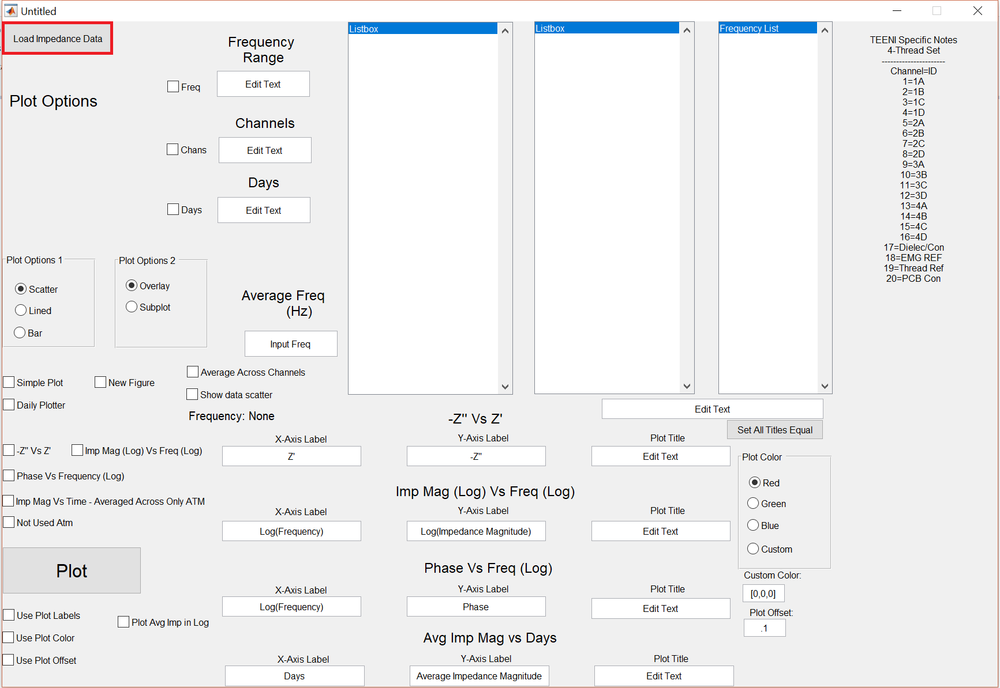 Untitled
Load Impedance Data
Plot Options
Frequency
Range
Freq
Edit Text
Channels
Chans
Edit Text
Days
Days
Edit Text
Listbox
Listbox
Frequency List
TEENI Specific Notes
4-Thread Set
----------------------
Channel=ID
1=1A
2=1B
3=1C
4=1D
5=2A
6=2B
7=2C
8=2D
9=3A
10=3B
11=3C
12=3D
13=4A
14=4B
15=4C
16=4D
17=Dielec/Con
18=EMG REF
19=Thread Ref
20=PCB Con
Plot Options 1
Scatter
Lined
Bar
Plot Options 2
Overlay
Subplot
Average Freq
(Hz)
Input Freq
Average Across Channels
Show data scatter
Simple Plot
New Figure
Daily Plotter
Frequency: None
Edit Text
Set All Titles Equal
-Z'' Vs Z'
Imp Mag (Log) Vs Freq (Log)
Phase Vs Frequency (Log)
Imp Mag Vs Time - Averaged Across Only ATM
Not Used Atm
Plot
Use Plot Labels
Plot Avg Imp in Log
Use Plot Color
Use Plot Offset
-Z'' Vs Z'
X-Axis Label
Y-Axis Label
Plot Title
Z'
-Z''
Edit Text
Imp Mag (Log) Vs Freq (Log)
X-Axis Label
Y-Axis Label
Plot Title
Log(Frequency)
Log(Impedance Magnitude)
Edit Text
Phase Vs Freq (Log)
X-Axis Label
Y-Axis Label
Plot Title
Log(Frequency)
Phase
Edit Text
Avg Imp Mag vs Days
X-Axis Label
Y-Axis Label
Plot Title
Days
Average Impedance Magnitude
Edit Text
Plot Color
Red
Green
Blue
Custom
Custom Color:
[0,0,0]
Plot Offset:
.1